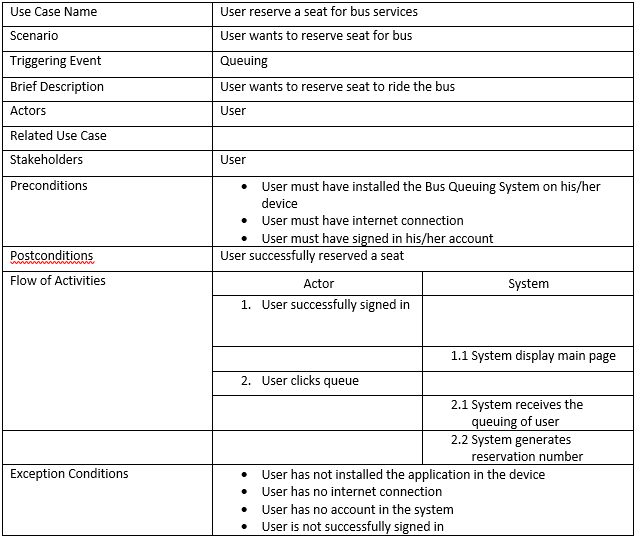 Use Case Name User reserve a seat for bus services
Scenario User wants to reserve seat for bus
Triggering Event Queuing
Brief Description User wants to reserve seat to ride the bus
Actors User
Related Use Case
Stakeholders User
Preconditions • User must have installed the Bus Queuing System on his/her
device
• User must have internet connection
• User must have signed in his/her account
Postconditions User successfully reserved a seat
Flow of Activities Actor System
1. User successfully signed in
1.1 System display main page
2. User clicks queue
2.1 System receives the
queuing of user
2.2 System generates
reservation number
Exception Conditions • User has not installed the application in the device
• User has no internet connection
• User has no account in the system
• User is not successfully signed in